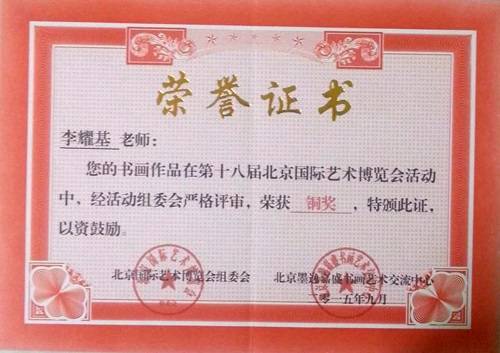 荣誉证书
李耀基 老师：
您的书画作品在第十八届北京国际艺术博览会活动
中，经活动组委会严格评审，荣获 铜奖 ，特颁此证，
以资鼓励。
北京国际艺术博览会组委会 北京墨逸嘉盛书画艺术交流中心
二〇一五年九月